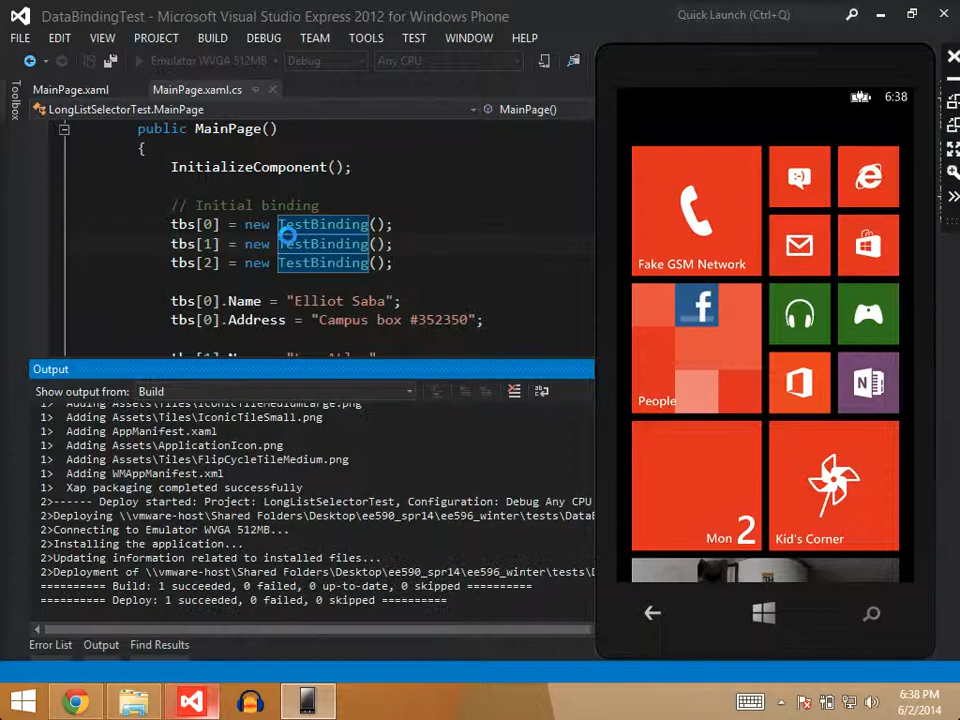 DataBindingTest - Microsoft Visual Studio Express 2012 for Windows Phone
Quick Launch (Ctrl+Q)
FILE EDIT VIEW PROJECT BUILD DEBUG TEAM TOOLS TEST WINDOW HELP
Emulator WVGA 512MB Debug Any CPU
Toolbox
MainPage.xaml MainPage.xaml.cs
LongListSelectorTest.MainPage MainPage()
public MainPage()
{
InitializeComponent();
// Initial binding
tbs[0] = new TestBinding();
tbs[1] = new TestBinding();
tbs[2] = new TestBinding();
tbs[0].Name = "Elliot Saba";
tbs[0].Address = "Campus box #352350";
Output
Show output from: Build
1> Adding Assets\Tiles\IconicTileMediumLarge.png
1> Adding Assets\Tiles\IconicTileSmall.png
1> Adding AppManifest.xaml
1> Adding Assets\ApplicationIcon.png
1> Adding Assets\Tiles\FlipCycleTileMedium.png
1> Adding WMAppManifest.xml
1> Xap packaging completed successfully
2>------ Deploy started: Project: LongListSelectorTest, Configuration: Debug Any CPU
2>Deploying \\vmware-host\Shared Folders\Desktop\ee590_spr14\ee596_winter\tests\DataB
2>Connecting to Emulator WVGA 512MB...
2>Installing the application...
2>Updating information related to installed files...
2>Deployment of \\vmware-host\Shared Folders\Desktop\ee590_spr14\ee596_winter\tests\D
========== Build: 1 succeeded, 0 failed, 0 up-to-date, 0 skipped ==========
========== Deploy: 1 succeeded, 0 failed, 0 skipped ==========
Error List Output Find Results
6:38
Fake GSM Network
People
Mon 2
Kid's Corner
6:38 PM
6/2/2014